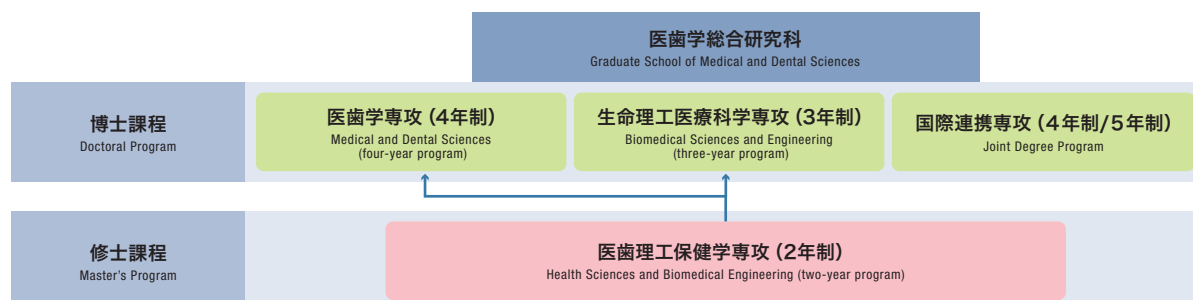 医歯学総合研究科
Graduate School of Medical and Dental Sciences
博士課程
Doctoral Program
医歯学専攻（4年制）
Medical and Dental Sciences
(four-year program)
生命理工医療科学専攻（3年制）
Biomedical Sciences and Engineering
(three-year program)
国際連携専攻（4年制/5年制）
Joint Degree Program
修士課程
Master's Program
医歯理工保健学専攻（2年制）
Health Sciences and Biomedical Engineering (two-year program)